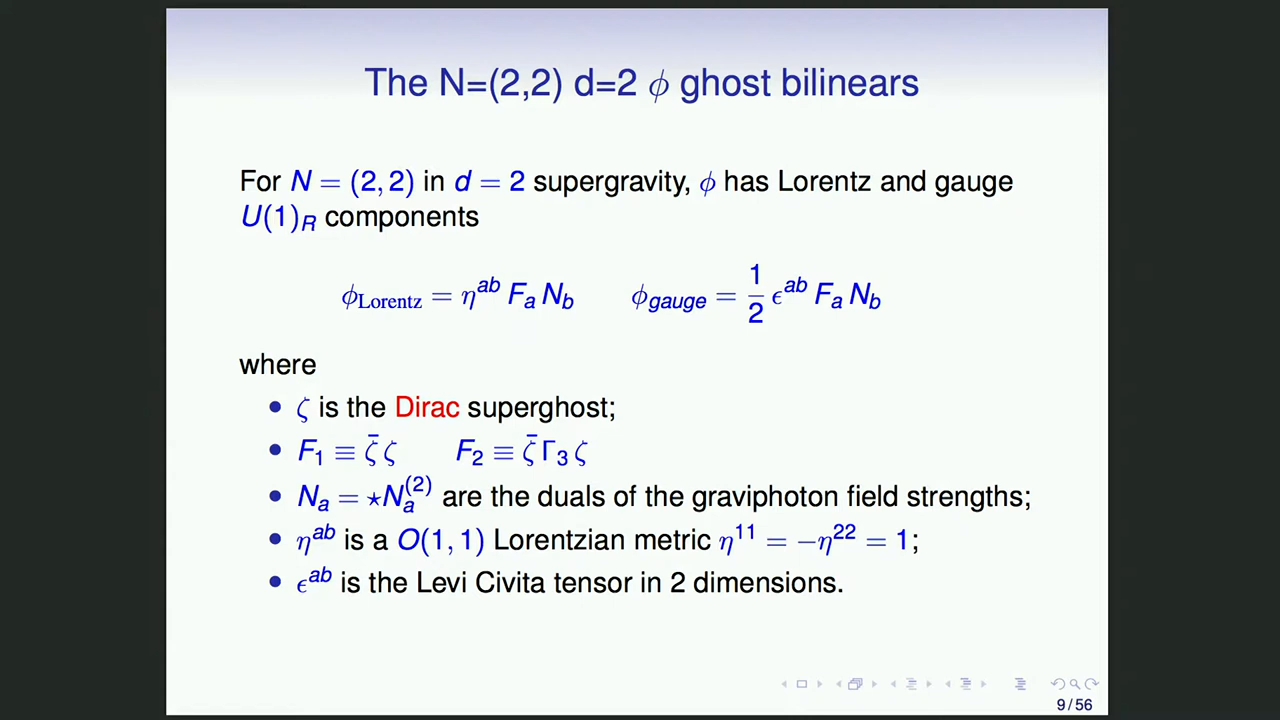 The N=(2,2) d=2 ϕ ghost bilinears
For N = (2, 2) in d = 2 supergravity, ϕ has Lorentz and gauge
U(1)_R components
ϕ_Lorentz = η^{ab} F_a N_b ϕ_gauge = 1/2 ϵ^{ab} F_a N_b
where
• ζ is the Dirac superghost;
• F_1 ≡ ζ̄ ζ F_2 ≡ ζ̄ Γ_3 ζ
• N_a = ⋆N_a^{(2)} are the duals of the graviphoton field strengths;
• η^{ab} is a O(1, 1) Lorentzian metric η^{11} = −η^{22} = 1;
• ϵ^{ab} is the Levi Civita tensor in 2 dimensions.
9 / 56